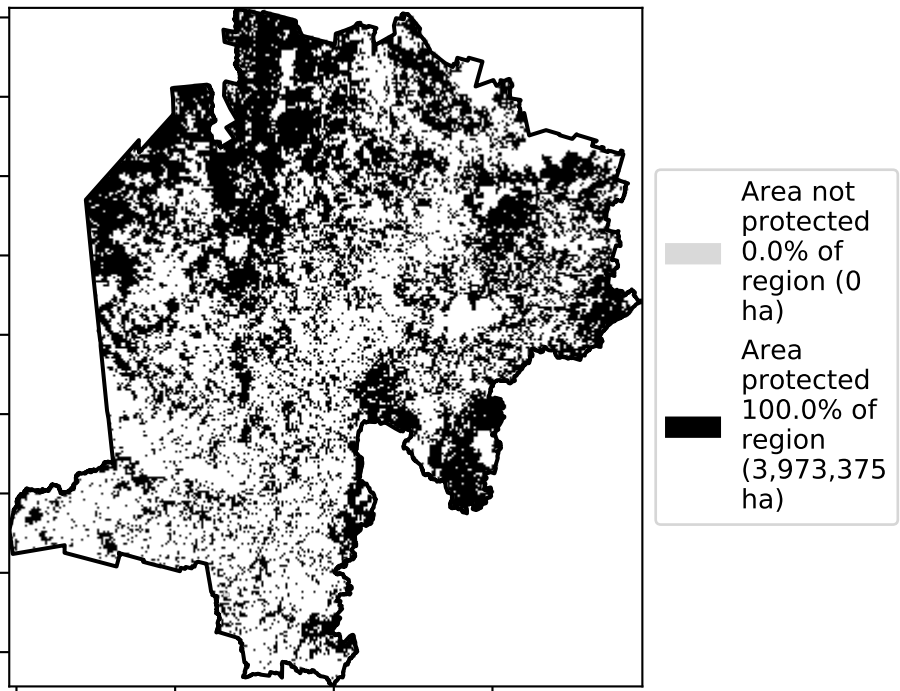 Area not
protected
0.0% of
region (0
ha)
Area
protected
100.0% of
region
(3,973,375
ha)